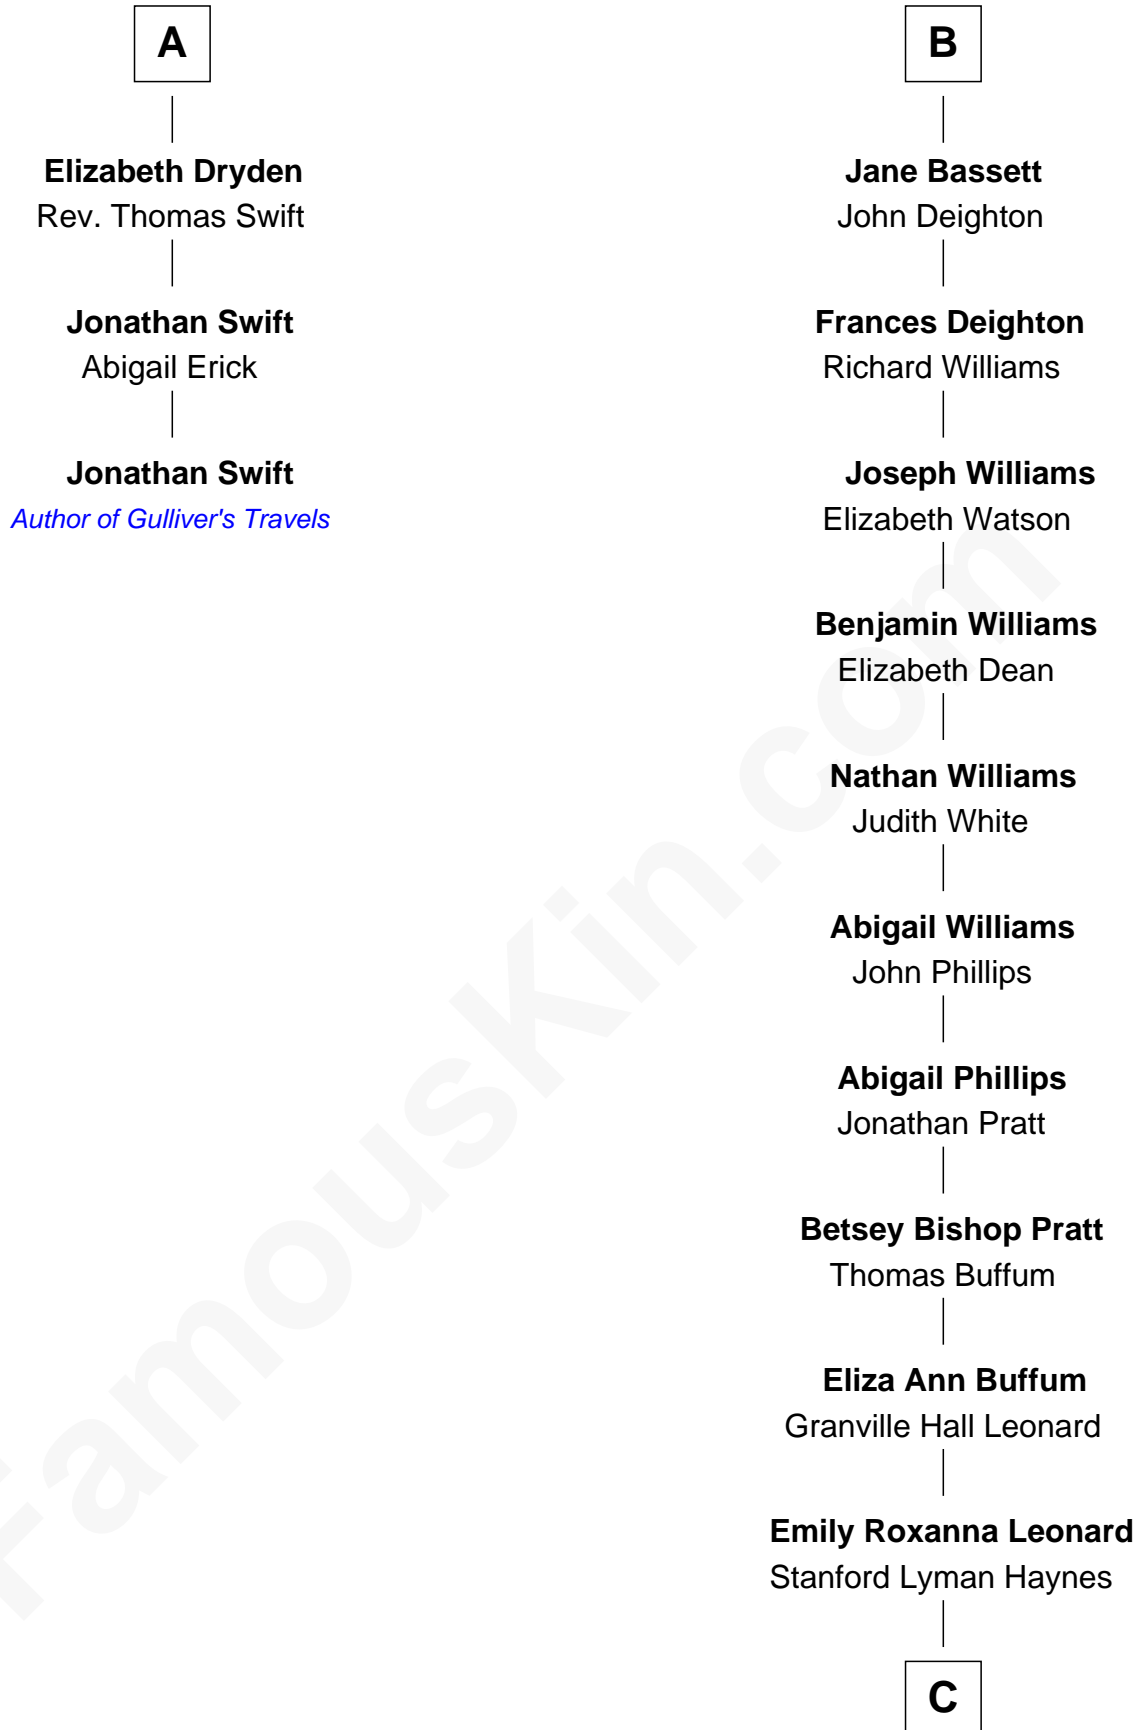 A
Elizabeth Dryden
Rev. Thomas Swift
Jonathan Swift
Abigail Erick
Jonathan Swift
Author of Gulliver's Travels
B
Jane Bassett
John Deighton
Frances Deighton
Richard Williams
Joseph Williams
Elizabeth Watson
Benjamin Williams
Elizabeth Dean
Nathan Williams
Judith White
Abigail Williams
John Phillips
Abigail Phillips
Jonathan Pratt
Betsey Bishop Pratt
Thomas Buffum
Eliza Ann Buffum
Granville Hall Leonard
Emily Roxanna Leonard
Stanford Lyman Haynes
C
FamousKin.com